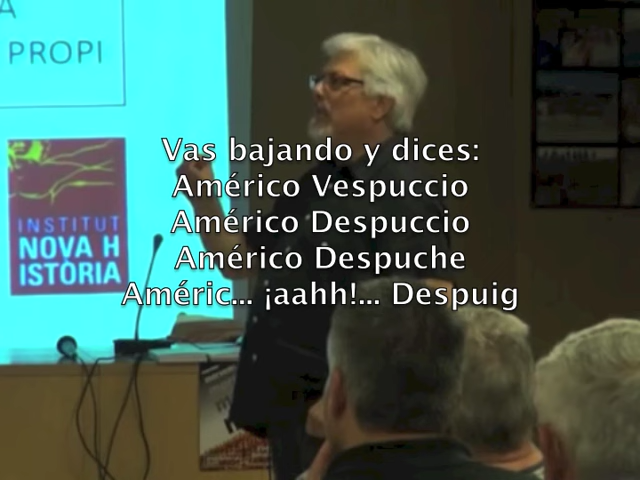 A
PROPI
INSTITUT
NOVA H
ISTÒRIA
Vas bajando y dices:
Américo Vespuccio
Américo Despuccio
Américo Despuche
Améric... ¡aahh!... Despuig